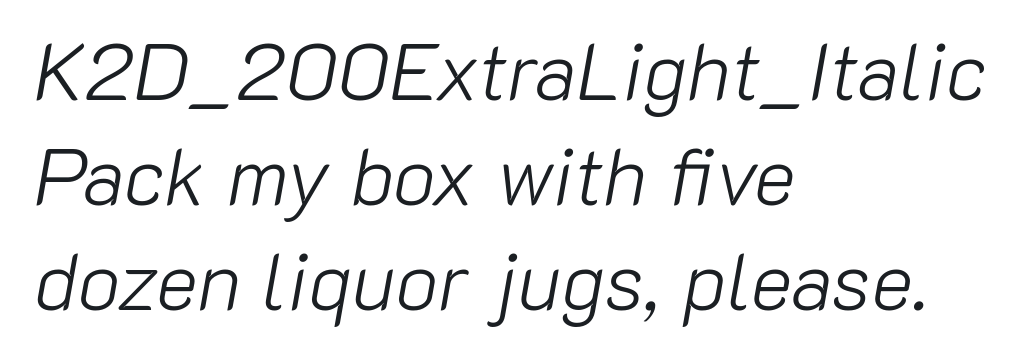 K2D_200ExtraLight_Italic
Pack my box with five
dozen liquor jugs, please.